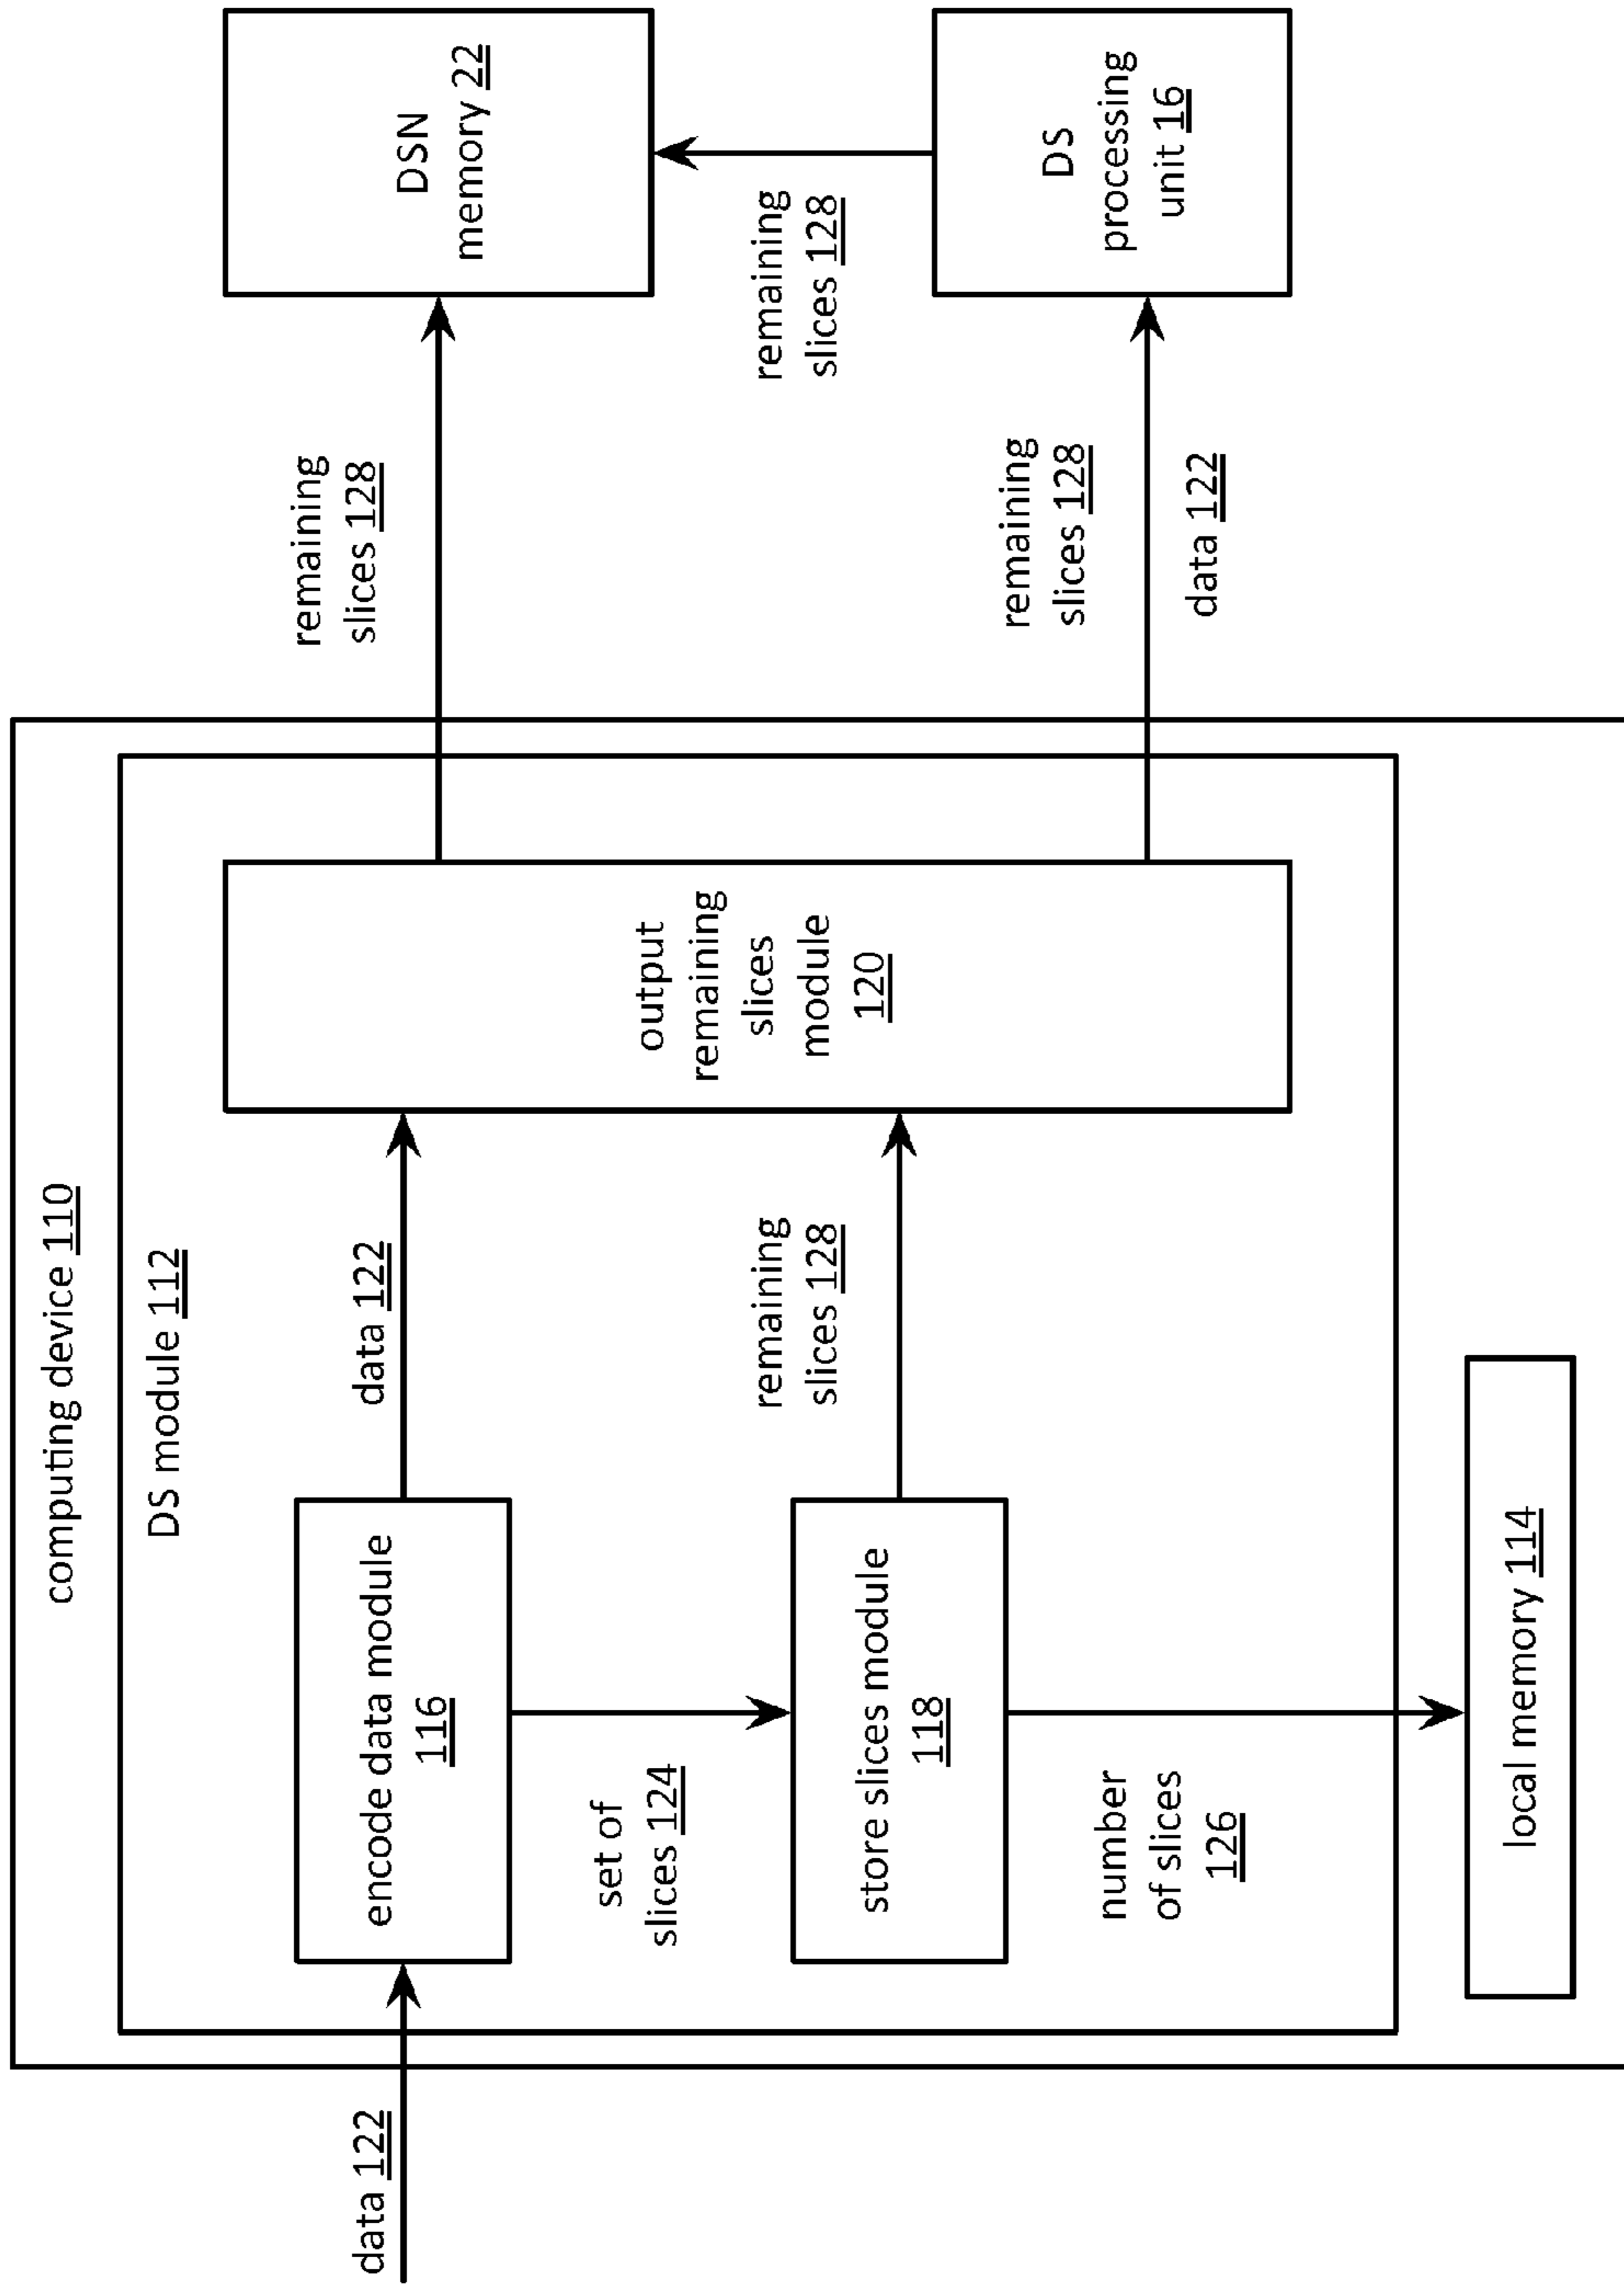 computing device 110
DS module 112
data 122
encode data module
116
data 122
set of
slices 124
store slices module
118
remaining
slices 128
number
of slices
126
local memory 114
output
remaining
slices
module
120
remaining
slices 128
DSN
memory 22
remaining
slices 128
remaining
slices 128
data 122
DS
processing
unit 16